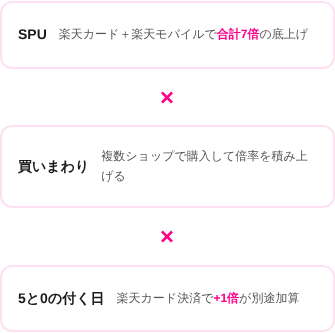 SPU 楽天カード＋楽天モバイルで合計7倍の底上げ
×
買いまわり 複数ショップで購入して倍率を積み上
げる
×
5と0の付く日 楽天カード決済で+1倍が別途加算